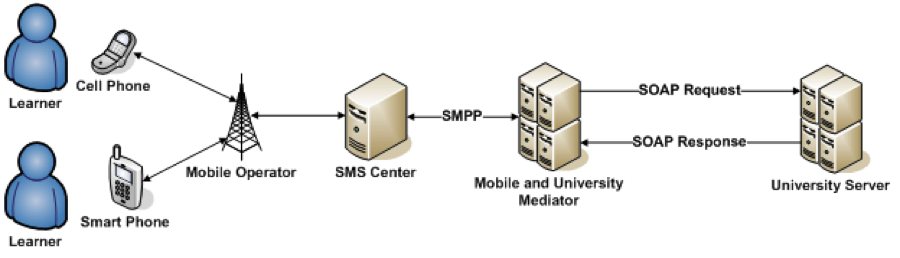 Learner
Cell Phone
Learner
Smart Phone
Mobile Operator
SMS Center
SMPP
Mobile and University
Mediator
SOAP Request
SOAP Response
University Server